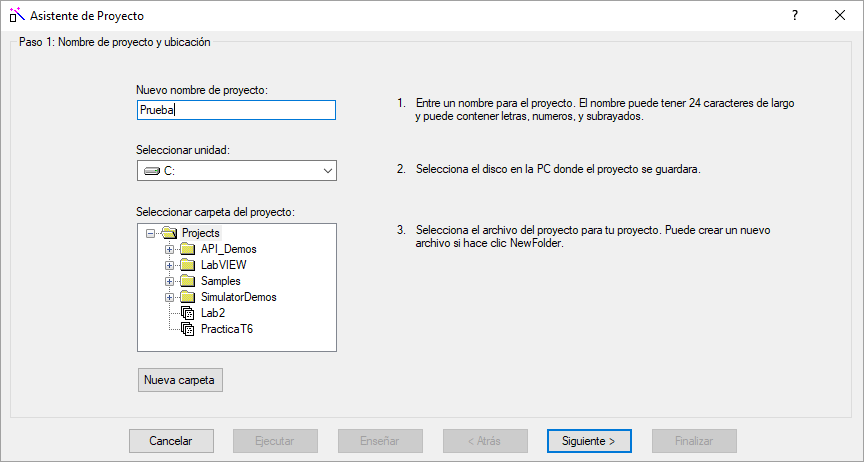 Asistente de Proyecto
?
Paso 1: Nombre de proyecto y ubicación
Nuevo nombre de proyecto:
Prueba
1. Entre un nombre para el proyecto. El nombre puede tener 24 caracteres de largo
y puede contener letras, numeros, y subrayados.
Seleccionar unidad:
C:
2. Selecciona el disco en la PC donde el proyecto se guardara.
Seleccionar carpeta del proyecto:
Projects
API_Demos
LabVIEW
Samples
SimulatorDemos
Lab2
PracticaT6
3. Selecciona el archivo del proyecto para tu proyecto. Puede crear un nuevo
archivo si hace clic NewFolder.
Nueva carpeta
Cancelar
Ejecutar
Enseñar
< Atrás
Siguiente >
Finalizar